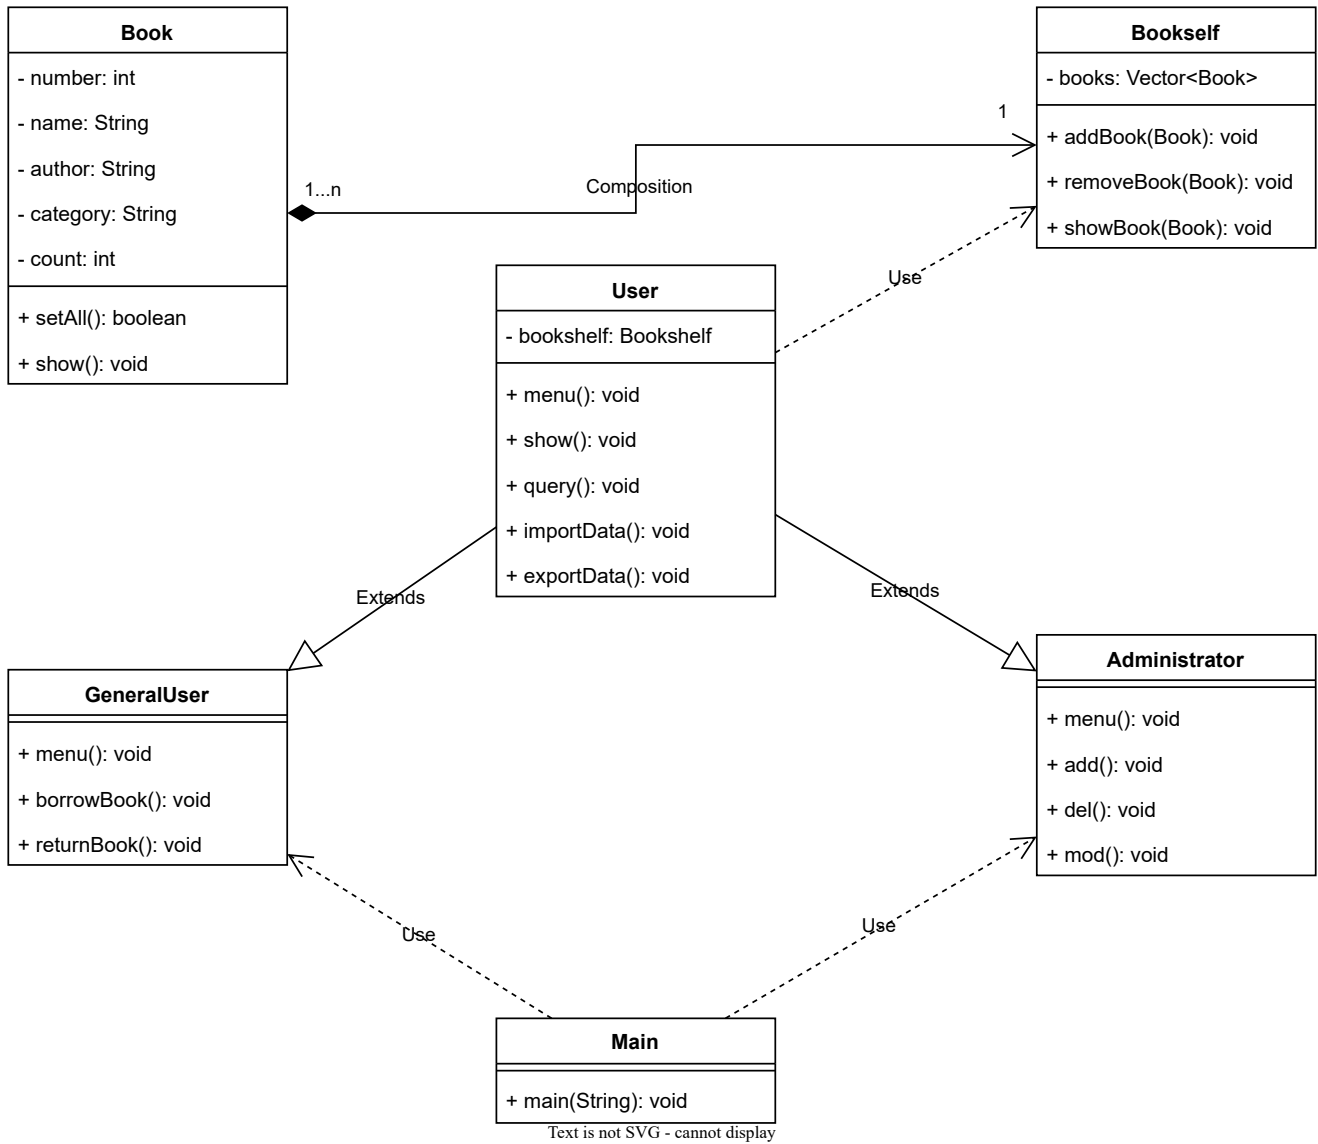 Book
- number: int
- name: String
- author: String
- category: String
- count: int
+ setAll(): boolean
+ show(): void
1...n
Composition
1
Bookself
- books: Vector<Book>
+ addBook(Book): void
+ removeBook(Book): void
+ showBook(Book): void
Use
User
- bookshelf: Bookshelf
+ menu(): void
+ show(): void
+ query(): void
+ importData(): void
+ exportData(): void
Extends
Extends
GeneralUser
+ menu(): void
+ borrowBook(): void
+ returnBook(): void
Administrator
+ menu(): void
+ add(): void
+ del(): void
+ mod(): void
Use
Use
Main
+ main(String): void
Text is not SVG - cannot display